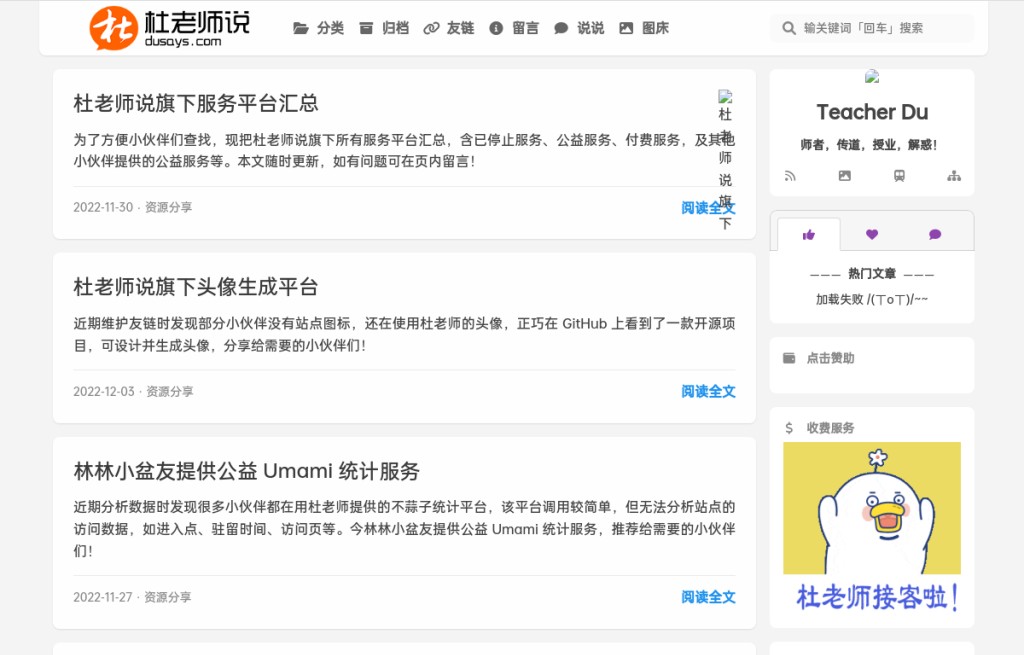 杜 杜老师说
dusays.com
分类 归档 友链 留言 说说 图床
输关键词「回车」搜索
杜老师说旗下服务平台汇总
为了方便小伙伴们查找，现把杜老师说旗下所有服务平台汇总，含已停止服务、公益服务、付费服务，及其他
小伙伴提供的公益服务等。本文随时更新，如有问题可在页内留言！
2022-11-30 · 资源分享
阅读全文
杜
老
师
说
旗
下
杜老师说旗下头像生成平台
近期维护友链时发现部分小伙伴没有站点图标，还在使用杜老师的头像，正巧在 GitHub 上看到了一款开源项
目，可设计并生成头像，分享给需要的小伙伴们！
2022-12-03 · 资源分享
阅读全文
林林小盆友提供公益 Umami 统计服务
近期分析数据时发现很多小伙伴都在用杜老师提供的不蒜子统计平台，该平台调用较简单，但无法分析站点的
访问数据，如进入点、驻留时间、访问页等。今林林小盆友提供公益 Umami 统计服务，推荐给需要的小伙伴
们！
2022-11-27 · 资源分享
阅读全文
Teacher Du
师者，传道，授业，解惑！
——— 热门文章 ———
加载失败 /(ㄒoㄒ)/~~
点击赞助
$ 收费服务
杜老师接客啦！